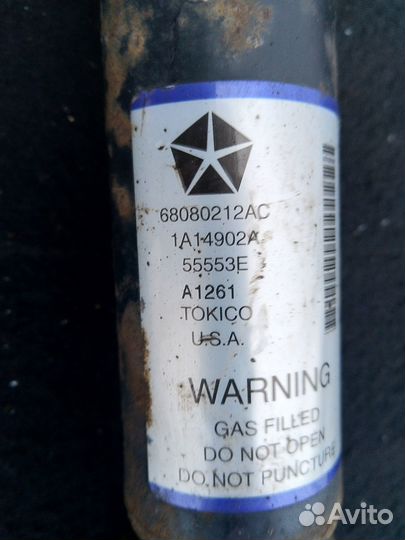 68080212AC
1A14902A
55553E
A1261
TOKICO
U.S.A.
WARNING
GAS FILLED
DO NOT OPEN
DO NOT PUNCTURE
Avito